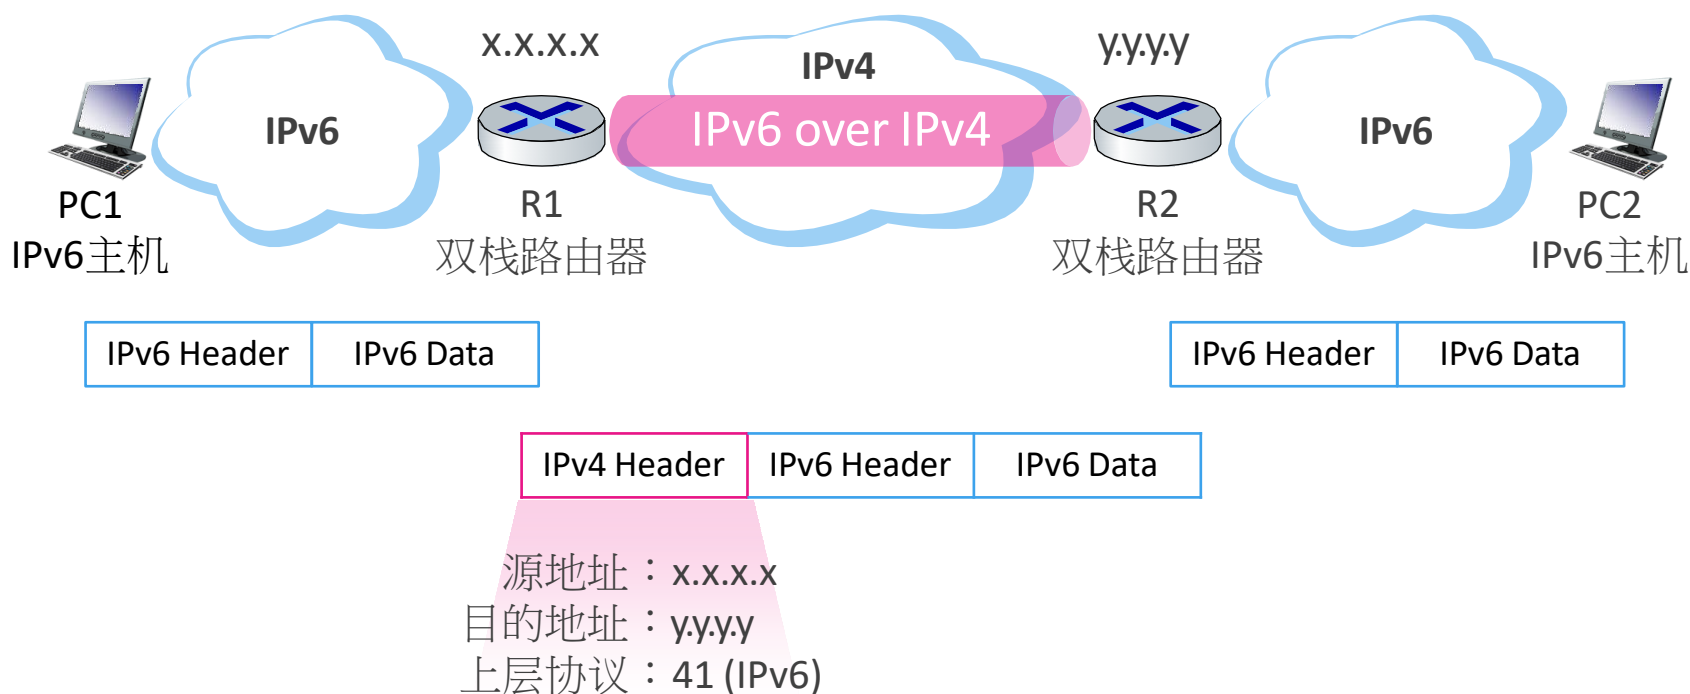 x.x.x.x
y.y.y.y
IPv4
IPv6
IPv6 over IPv4
IPv6
PC1
R1
R2
PC2
IPv6主机
双栈路由器
双栈路由器
IPv6主机
IPv6 Header
IPv6 Data
IPv6 Header
IPv6 Data
IPv4 Header
IPv6 Header
IPv6 Data
源地址：x.x.x.x
目的地址：y.y.y.y
上层协议：41 (IPv6)